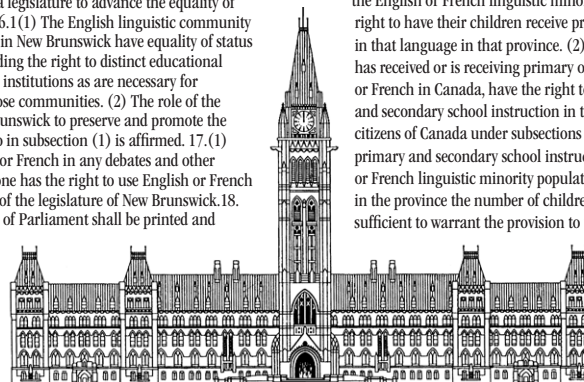 a legislature to advance the equality of
6.1(1) The English linguistic community
in New Brunswick have equality of status
ding the right to distinct educational
institutions as are necessary for
ose communities. (2) The role of the
unswick to preserve and promote the
o in subsection (1) is affirmed. 17.(1)
or French in any debates and other
one has the right to use English or French
of the legislature of New Brunswick.18.
of Parliament shall be printed and
the English or French linguistic mino
right to have their children receive pr
in that language in that province. (2)
has received or is receiving primary o
or French in Canada, have the right to
and secondary school instruction in t
citizens of Canada under subsections
primary and secondary school instruc
or French linguistic minority populat
in the province the number of childre
sufficient to warrant the provision to